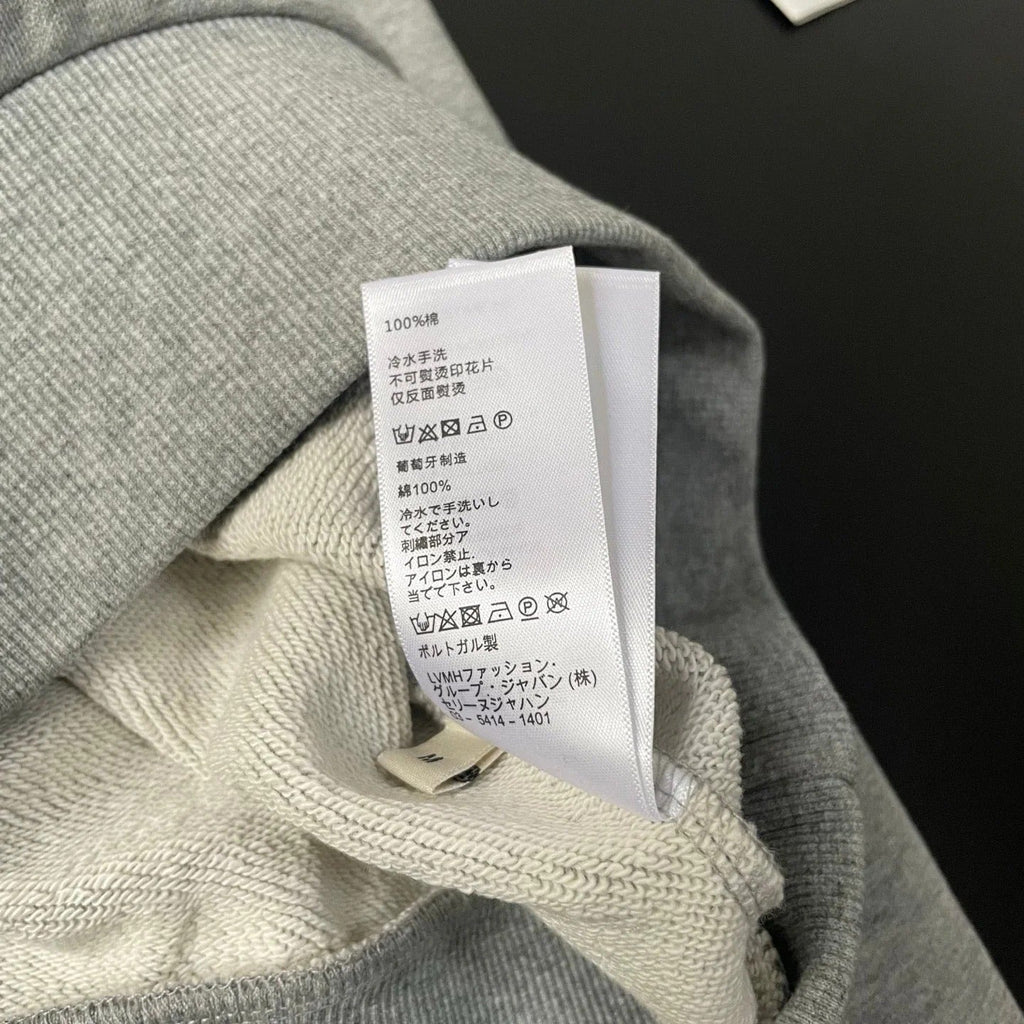 100%棉
冷水手洗
不可熨烫印花片
仅反面熨烫
P
葡萄牙制造
綿100%
冷水で手洗いし
てください。
刺繡部分ア
イロン禁止.
アイロンは裏から
当てて下さい。
P W
ポルトガル製
LVMHファッション·
グループ·ジャバン (株)
セリーヌジャハン
03 - 5414 - 1401
M